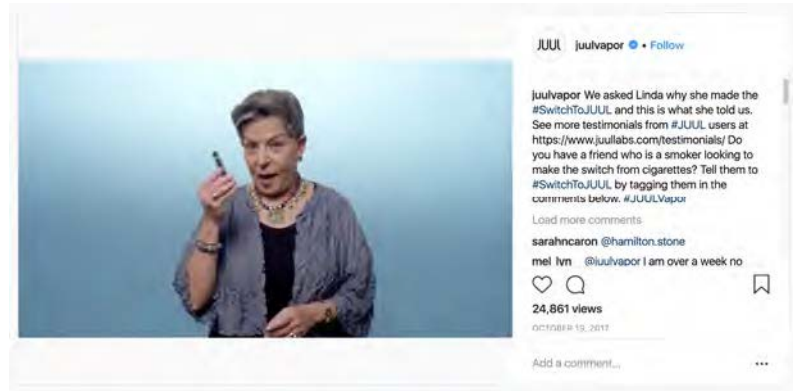 JUUL juulvapor • Follow
juulvapor We asked Linda why she made the
#SwitchToJUUL and this is what she told us.
See more testimonials from #JUUL users at
https://www.juullabs.com/testimonials/ Do
you have a friend who is a smoker looking to
make the switch from cigarettes? Tell them to
#SwitchToJUUL by tagging them in the
comments below. #JUULVapor
Load more comments
sarahncaron @hamilton.stone
mel lyn @juulvapor I am over a week no
24,861 views
OCTOBER 19, 2017
Add a comment...